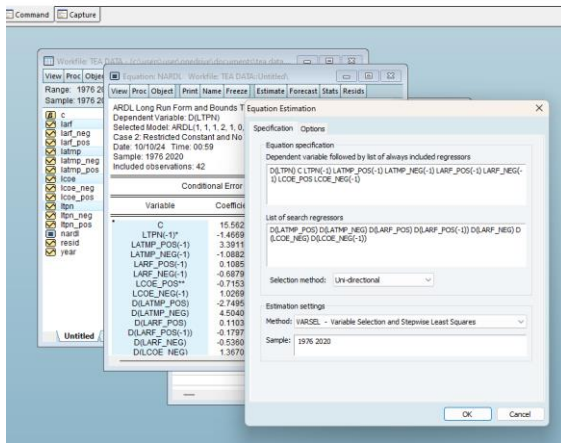 Command Capture
Workfile: TEA DATA
View Proc Objec
Range: 1976 202
Sample: 1976 20
c
larf
larf_neg
larf_pos
latmp
latmp_neg
latmp_pos
lcoe
lcoe_neg
lcoe_pos
ltpn
ltpn_neg
ltpn_pos
nardl
resid
year
Untitled
Equation: NARDL Workfile: TEA DATA::Untitled\
View Proc Object Print Name Freeze Estimate Forecast Stats Resids
ARDL Long Run Form and Bounds T
Dependent Variable: D(LTPN)
Selected Model: ARDL(1, 1, 1, 2, 1, 0,
Case 2: Restricted Constant and No
Date: 10/10/24 Time: 00:59
Sample: 1976 2020
Included observations: 42
Conditional Error
Variable Coefficie
C 15.562
LTPN(-1)* -1.4669
LATMP_POS(-1) 3.3911
LATMP_NEG(-1) -1.0882
LARF_POS(-1) 0.1085
LARF_NEG(-1) -0.6879
LCOE_POS** -0.7153
LCOE_NEG(-1) 1.0269
D(LATMP_POS) -2.7495
D(LATMP_NEG) 4.5040
D(LARF_POS) 0.1103
D(LARF_POS(-1)) -0.1797
D(LARF_NEG) -0.5360
D(LCOE_NEG) 1.3670
Equation Estimation
Specification Options
Equation specification
Dependent variable followed by list of always included regressors
D(LTPN) C LTPN(-1) LATMP_POS(-1) LATMP_NEG(-1) LARF_POS(-1) LARF_NEG(-
1) LCOE_POS LCOE_NEG(-1)
List of search regressors
D(LATMP_POS) D(LATMP_NEG) D(LARF_POS) D(LARF_POS(-1)) D(LARF_NEG) D
(LCOE_NEG) D(LCOE_NEG(-1))
Selection method: Uni-directional
Estimation settings
Method: VARSEL - Variable Selection and Stepwise Least Squares
Sample: 1976 2020
OK Cancel